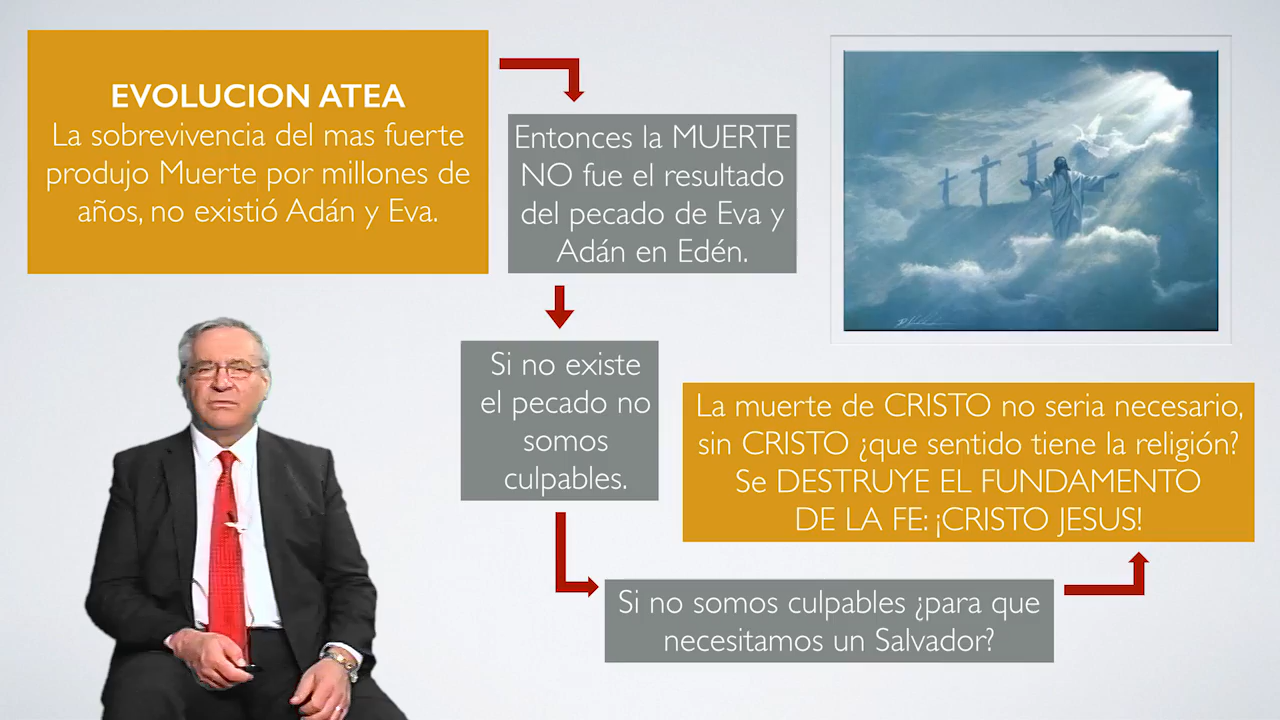 EVOLUCION ATEA
La sobrevivencia del mas fuerte
produjo Muerte por millones de
años, no existió Adán y Eva.
Entonces la MUERTE
NO fue el resultado
del pecado de Eva y
Adán en Edén.
Si no existe
el pecado no
somos
culpables.
Si no somos culpables ¿para que
necesitamos un Salvador?
La muerte de CRISTO no seria necesario,
sin CRISTO ¿que sentido tiene la religión?
Se DESTRUYE EL FUNDAMENTO
DE LA FE: ¡CRISTO JESUS!